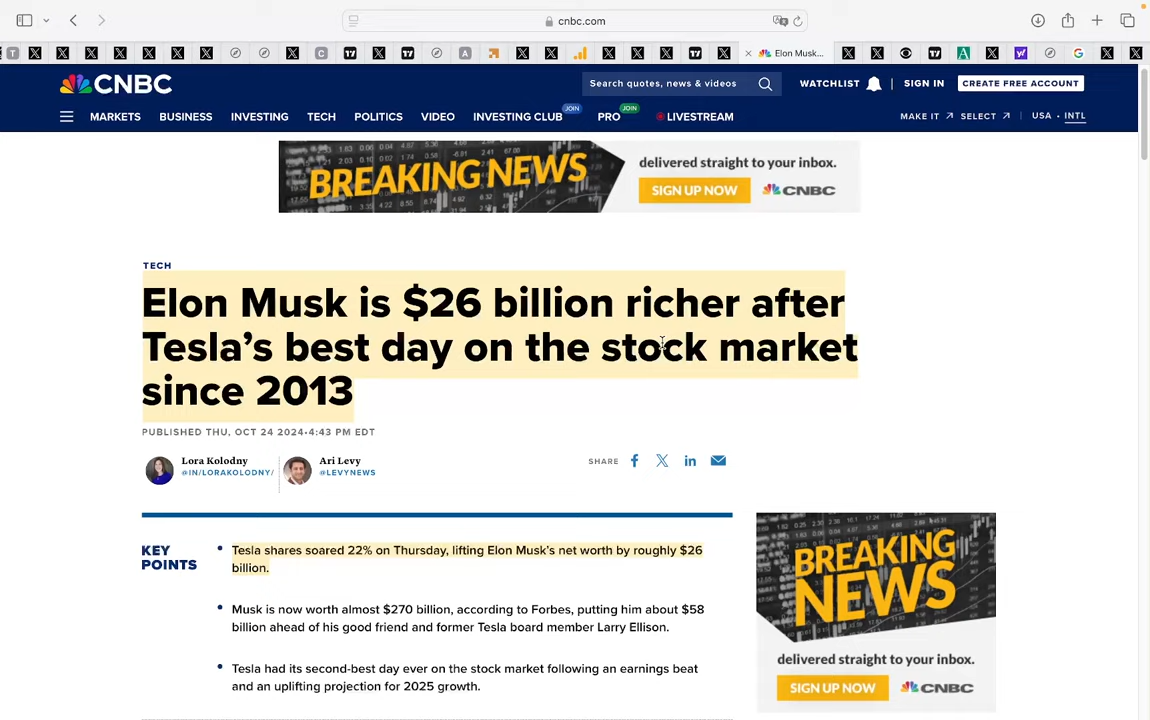 cnbc.com
Elon Musk...
CNBC
Search quotes, news & videos
WATCHLIST
SIGN IN
CREATE FREE ACCOUNT
MARKETS
BUSINESS
INVESTING
TECH
POLITICS
VIDEO
INVESTING CLUB
JOIN
PRO
JOIN
LIVESTREAM
MAKE IT
SELECT
USA • INTL
BREAKING NEWS
delivered straight to your inbox.
SIGN UP NOW
CNBC
TECH
Elon Musk is $26 billion richer after
Tesla’s best day on the stock market
since 2013
PUBLISHED THU, OCT 24 2024•4:43 PM EDT
Lora Kolodny
@IN/LORAKOLODNY/
Ari Levy
@LEVYNEWS
SHARE
KEY
POINTS
Tesla shares soared 22% on Thursday, lifting Elon Musk’s net worth by roughly $26
billion.
Musk is now worth almost $270 billion, according to Forbes, putting him about $58
billion ahead of his good friend and former Tesla board member Larry Ellison.
Tesla had its second-best day ever on the stock market following an earnings beat
and an uplifting projection for 2025 growth.
BREAKING
NEWS
delivered straight to your inbox.
SIGN UP NOW
CNBC